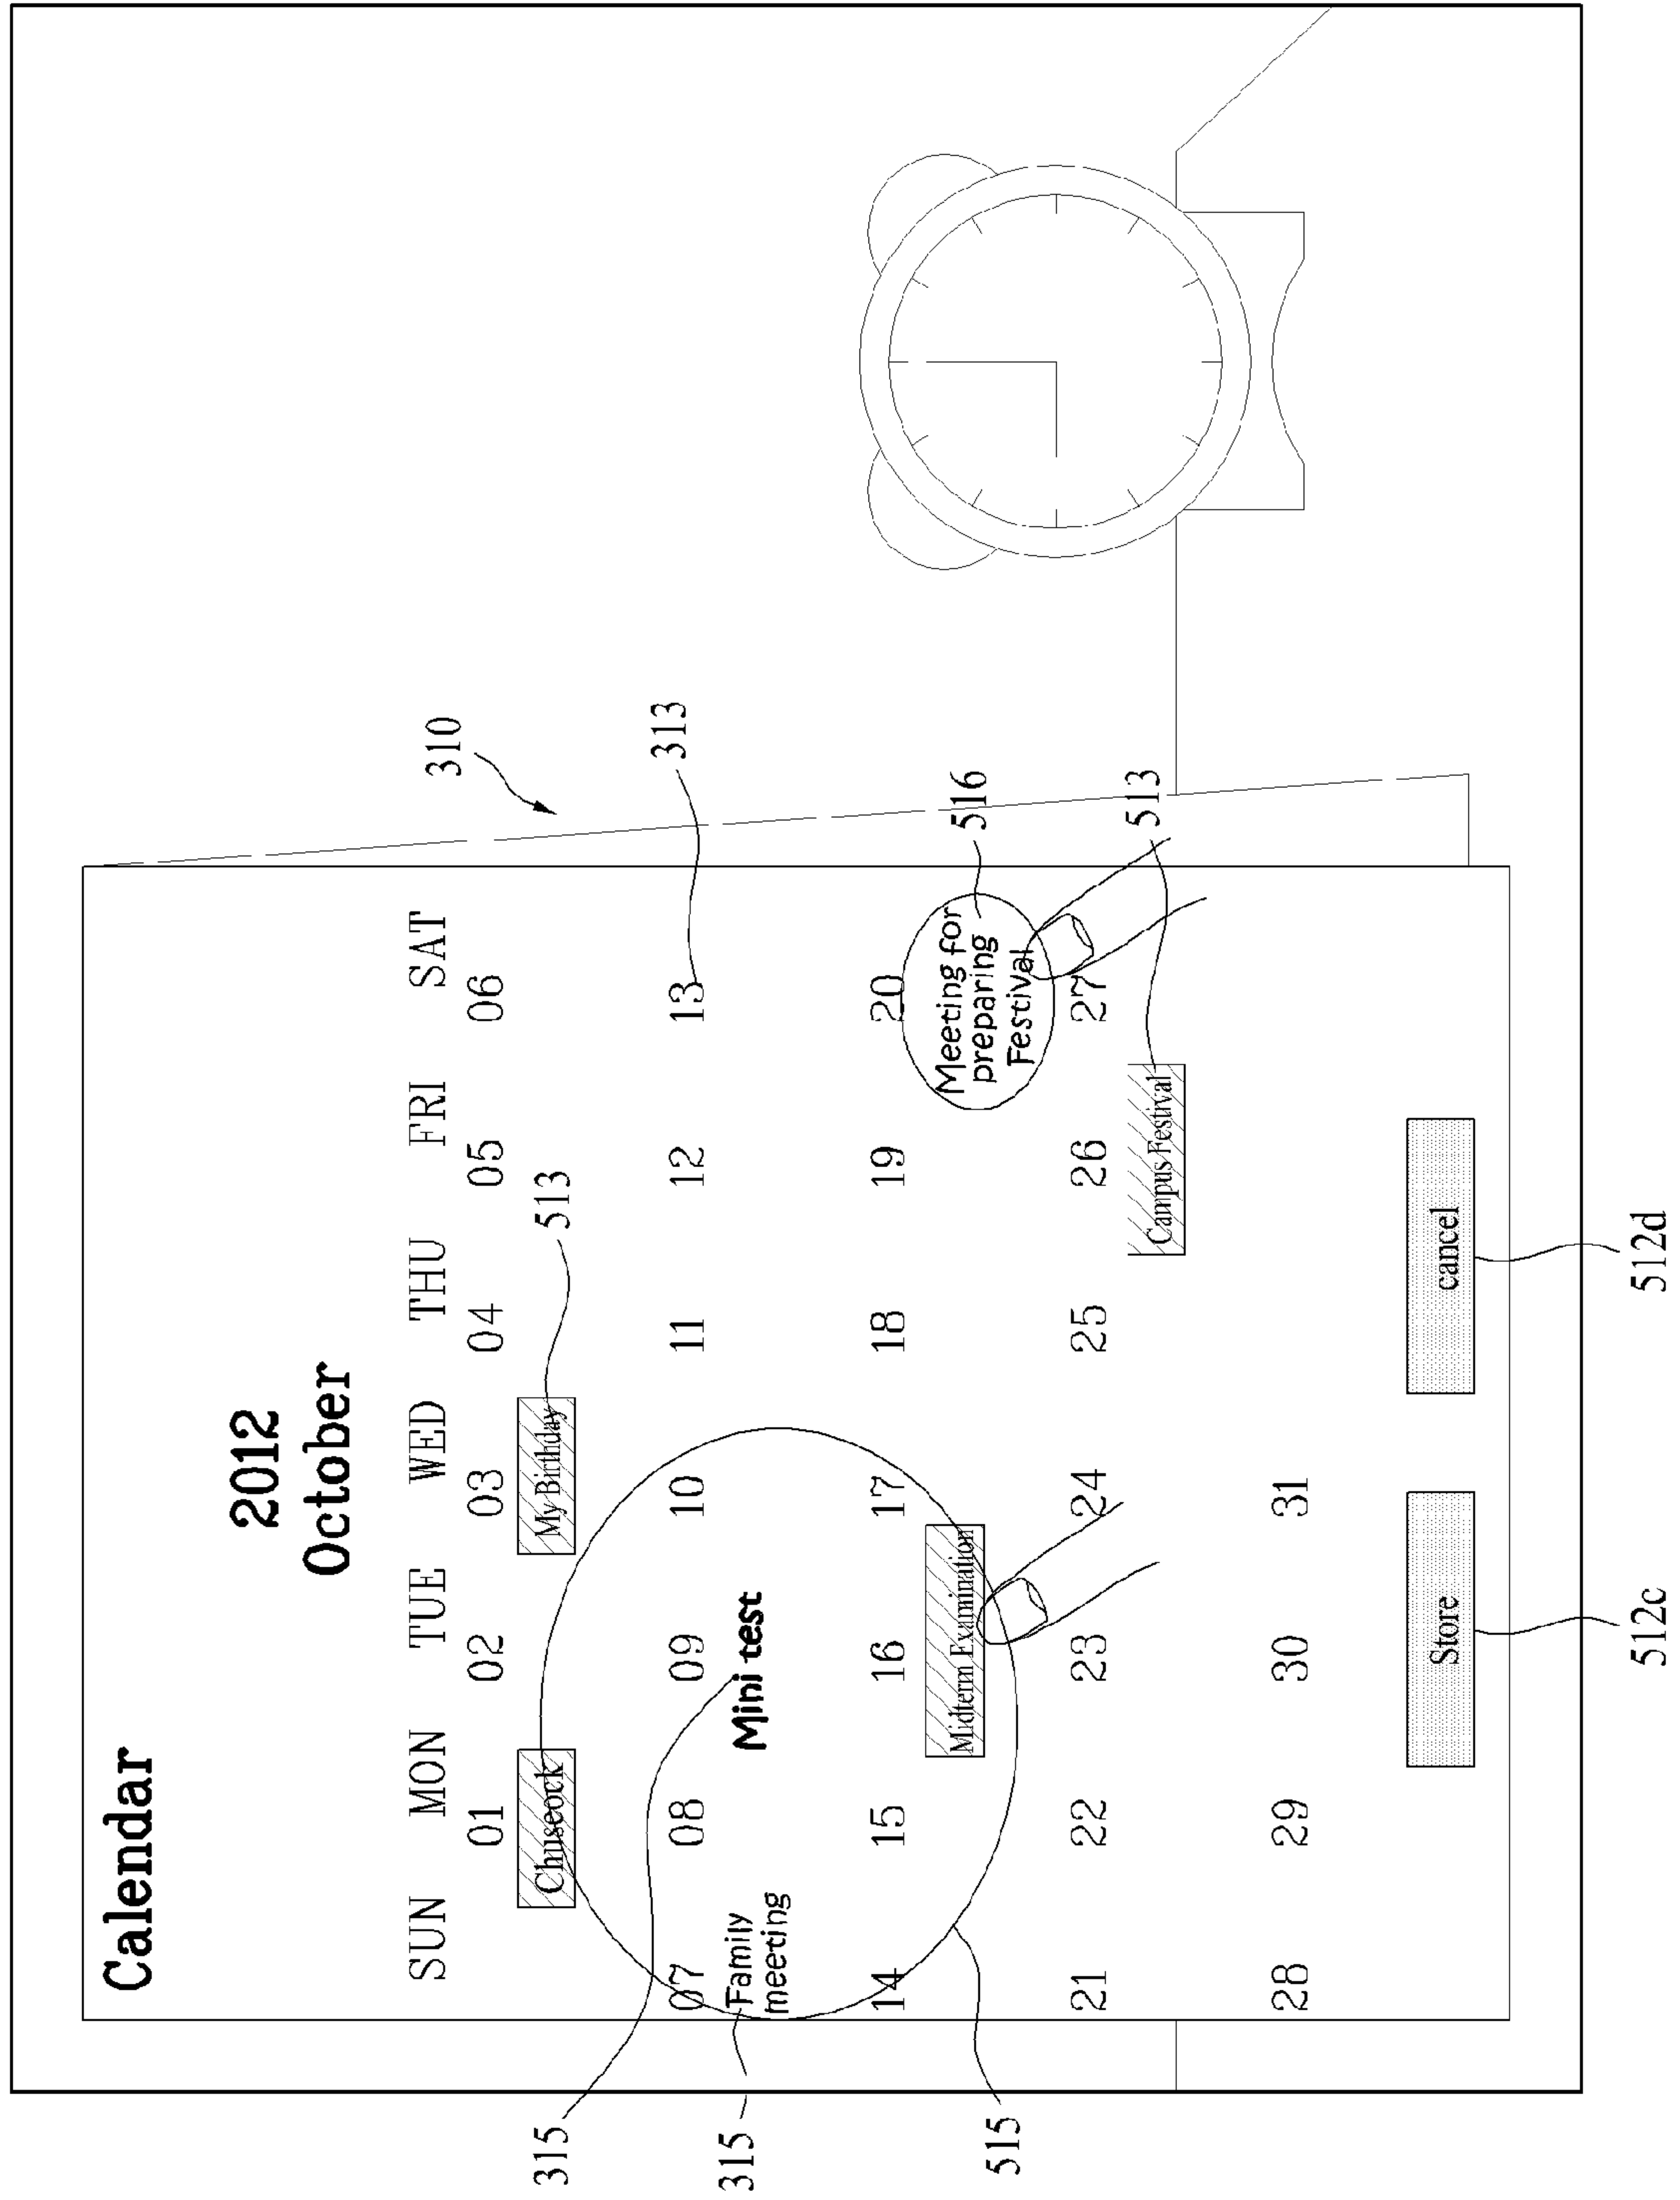 Calendar
2012
October
310
SUN MON TUE WED THU FRI SAT
01 02 03 04 05 06
Chuseock My Birthday
513
313
315
07 08 09 10 11 12 13
315
Family
meeting
Mini test
14 15 16 17 18 19 20
Midterm Examination
Meeting for
preparing
Festival
516
515
21 22 23 24 25 26 27
Campus Festival
513
28 29 30 31
Store cancel
512c 512d